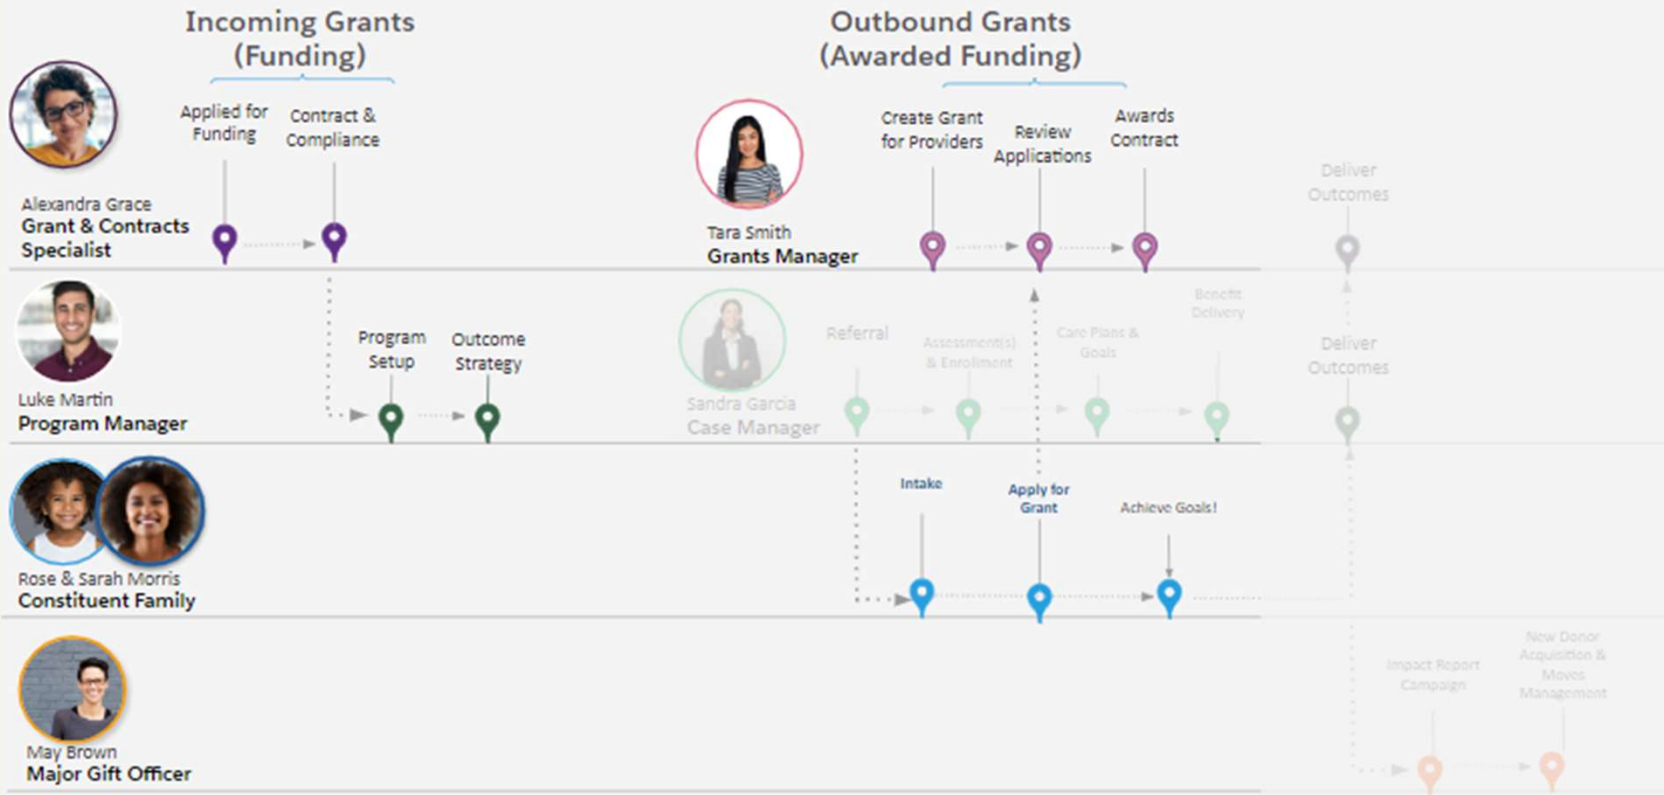 Incoming Grants
(Funding)
Outbound Grants
(Awarded Funding)
Applied for
Funding
Contract &
Compliance
Alexandra Grace
Grant & Contracts
Specialist
Create Grant
for Providers
Review
Applications
Awards
Contract
Tara Smith
Grants Manager
Deliver
Outcomes
Luke Martin
Program Manager
Program
Setup
Outcome
Strategy
Sandra Garcia
Case Manager
Referral
Assessment(s)
& Enrollment
Care Plans &
Goals
Benefit
Delivery
Deliver
Outcomes
Rose & Sarah Morris
Constituent Family
Intake
Apply for
Grant
Achieve Goals!
May Brown
Major Gift Officer
Impact Report
Campaign
New Donor
Acquisition &
Moves
Management